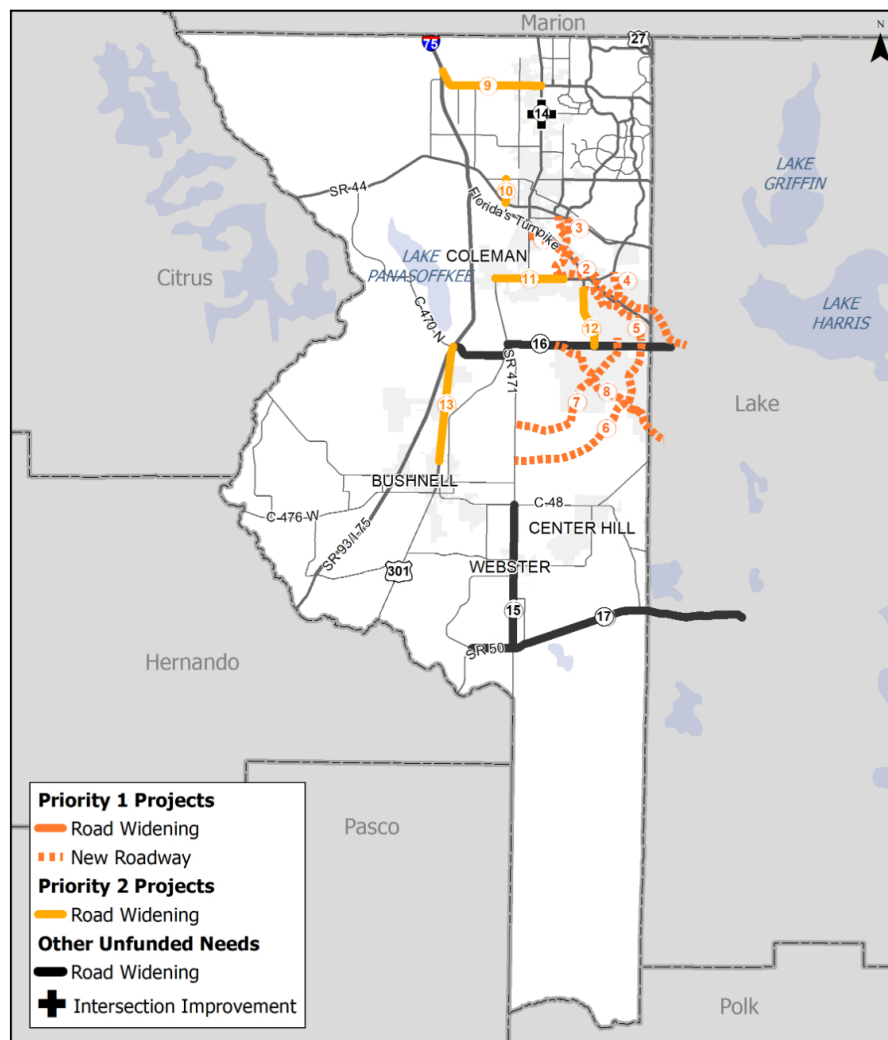 Marion
N
27
75
9
14
LAKE
GRIFFIN
SR-44
10
Florida's Turnpike
3
COLEMAN
LAKE
PANASOFFKEE
Citrus
2
4
11
LAKE
HARRIS
C-470-N
12
5
16
SR 471
13
7
8
Lake
6
BUSHNELL
C-48
C-476-W
CENTER HILL
SR-93/I-75
WEBSTER
301
15
17
SR-50
Hernando
Pasco
Polk
Priority 1 Projects
Road Widening
New Roadway
Priority 2 Projects
Road Widening
Other Unfunded Needs
Road Widening
Intersection Improvement